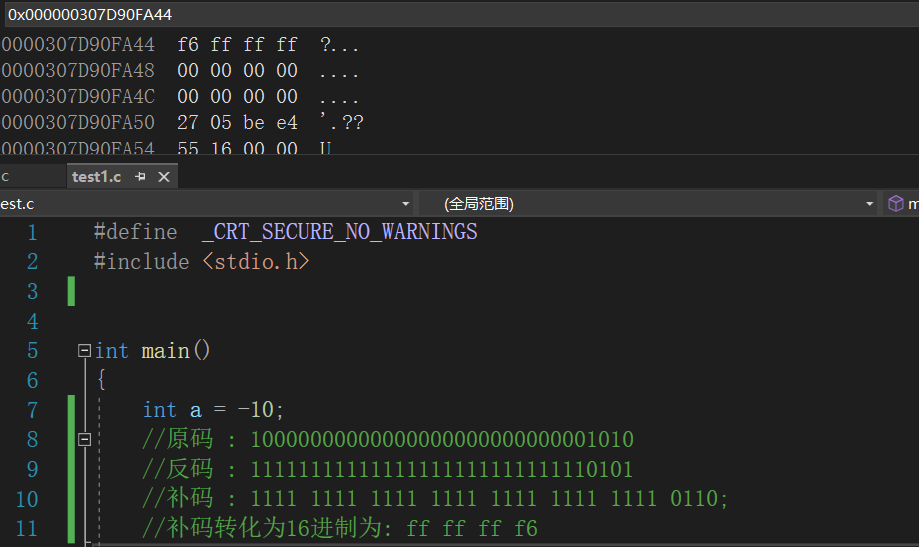 0x000000307D90FA44
0000307D90FA44 f6 ff ff ff ?...
0000307D90FA48 00 00 00 00 ....
0000307D90FA4C 00 00 00 00 ....
0000307D90FA50 27 05 be e4 '.??
0000307D90FA54 55 16 00 00 U
c test1.c
est.c (全局范围) m
1 #define _CRT_SECURE_NO_WARNINGS
2 #include <stdio.h>
3
4
5 int main()
6 {
7 int a = -10;
8 //原码 : 10000000000000000000000000001010
9 //反码 : 11111111111111111111111111110101
10 //补码 : 1111 1111 1111 1111 1111 1111 1111 0110;
11 //补码转化为16进制为: ff ff ff f6